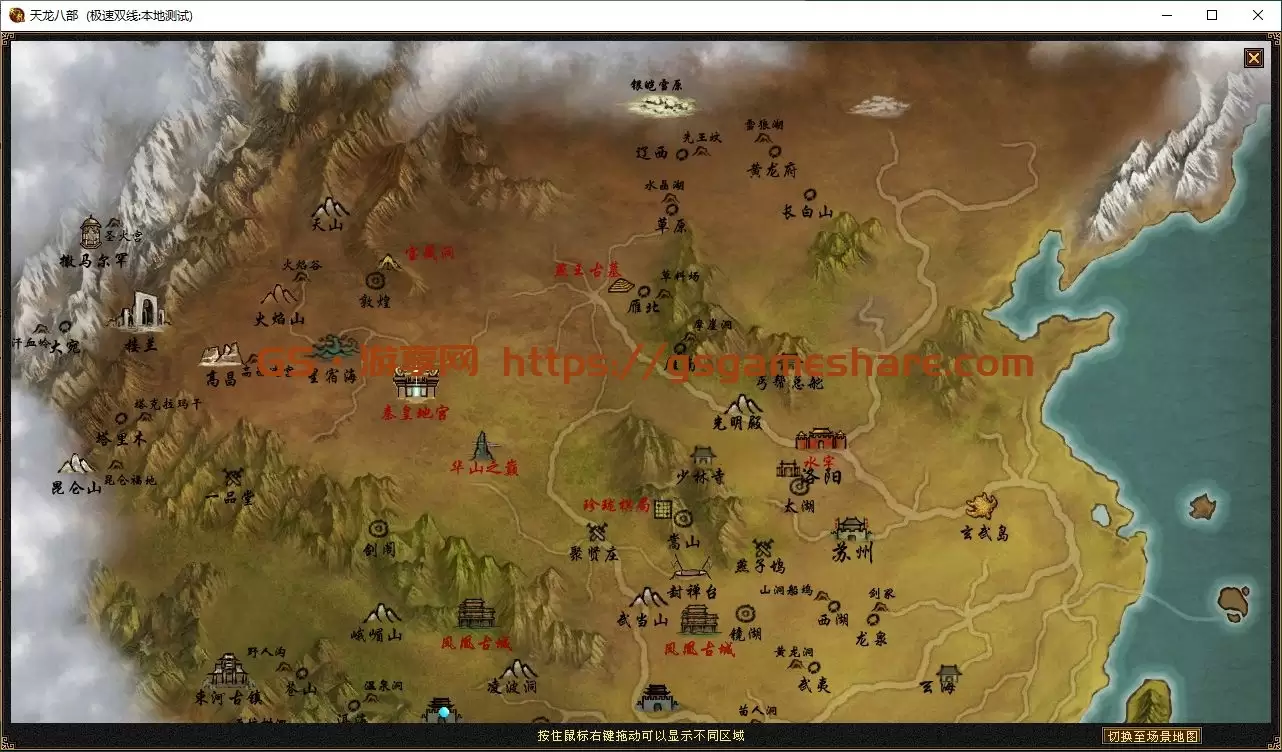 天龙八部 (极速双线:本地测试)
银皑雪原
雪狼湖
先王坟
辽西
黄龙府
水晶湖
长白山
草原
天山
圣火宫
撒马尔罕
宝藏洞
火焰谷
燕王古墓
草料场
敦煌
雁北
火焰山
摩崖洞
汗血岭
大宛
楼兰
GS 游享网 https://gsgameshare.com
高昌
星宿海
丐帮总舵
塔克拉玛干
秦皇地宫
光明殿
塔里木
水牢
华山之巅
少林寺
洛阳
昆仑山
昆仑福地
一品堂
珍珑棋局
太湖
玄武岛
剑阁
聚贤庄
嵩山
苏州
燕子坞
封禅台
山洞船坞
剑冢
武当山
西湖
峨嵋山
镜湖
龙泉
凤凰古城
凤凰古城
野人沟
黄龙洞
苍山
温泉洞
凌波洞
武夷
玄海
束河古镇
苗人洞
按住鼠标右键拖动可以显示不同区域
切换至场景地图